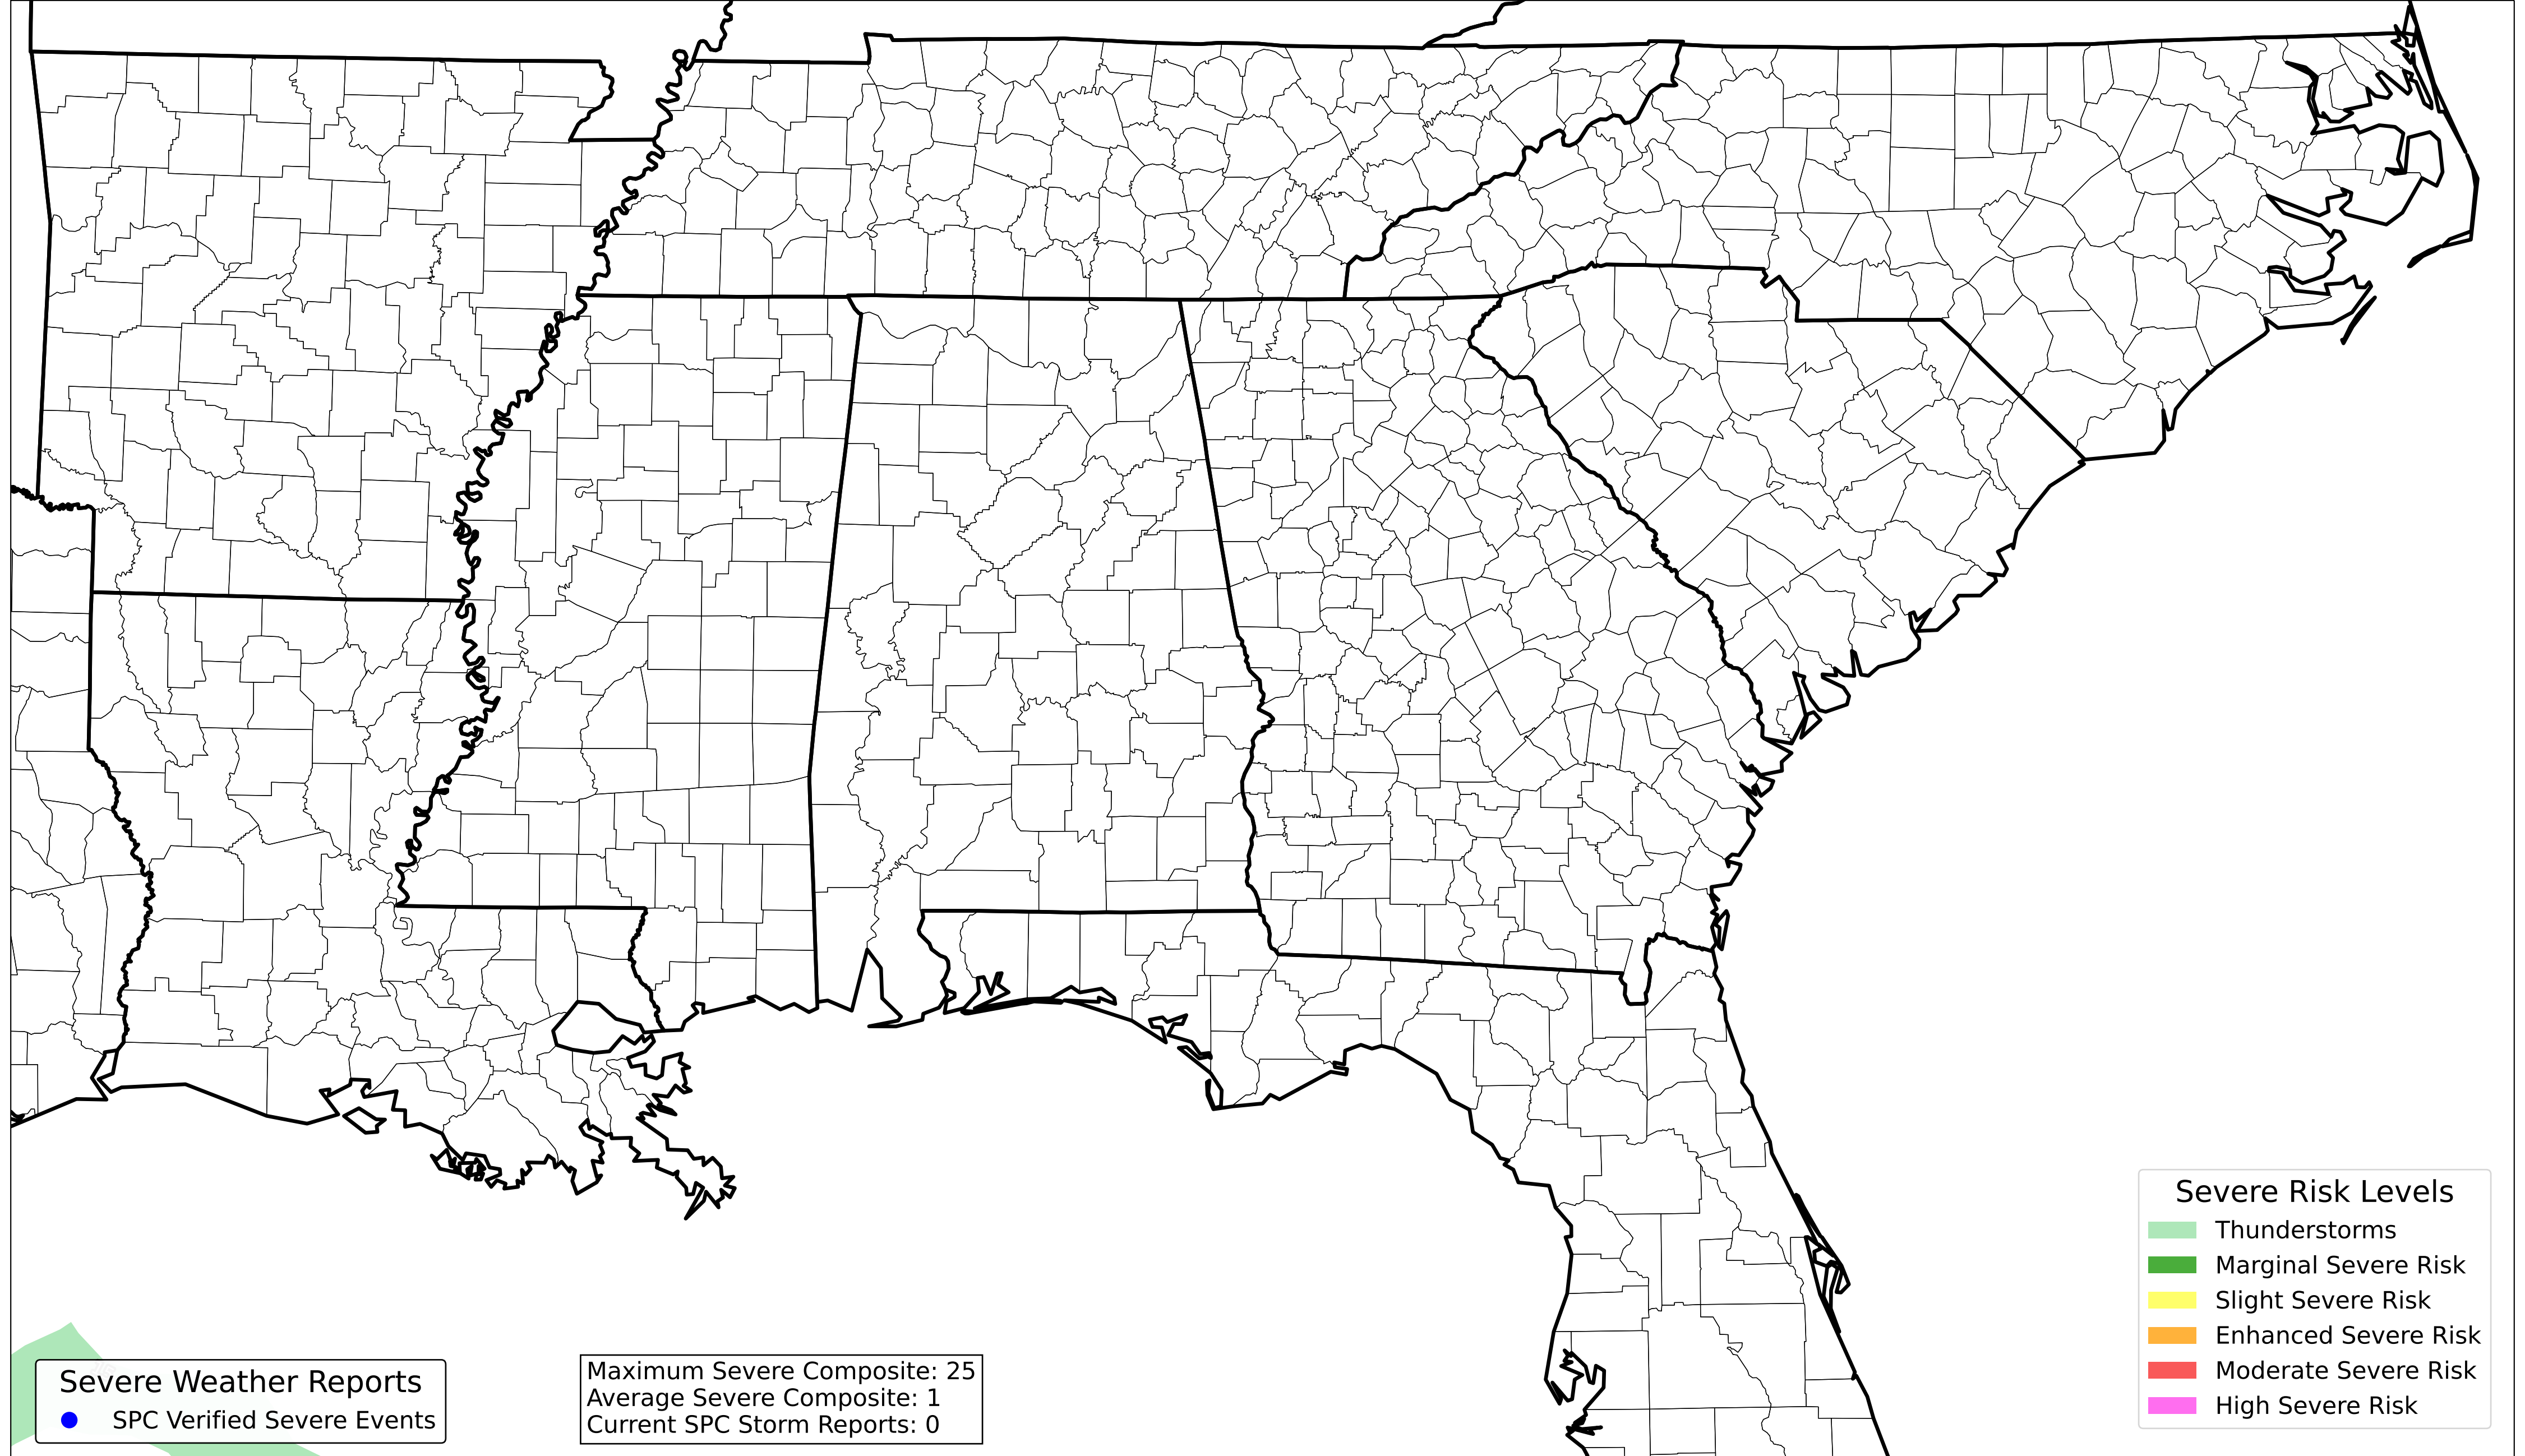 Severe Weather Reports
SPC Verified Severe Events
Maximum Severe Composite: 25
Average Severe Composite: 1
Current SPC Storm Reports: 0
Severe Risk Levels
Thunderstorms
Marginal Severe Risk
Slight Severe Risk
Enhanced Severe Risk
Moderate Severe Risk
High Severe Risk